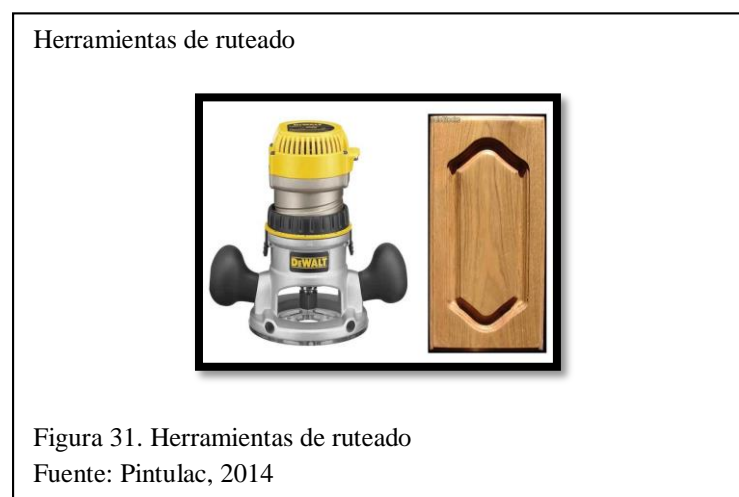 Herramientas de ruteado
DEWALT
Figura 31. Herramientas de ruteado
Fuente: Pintulac, 2014